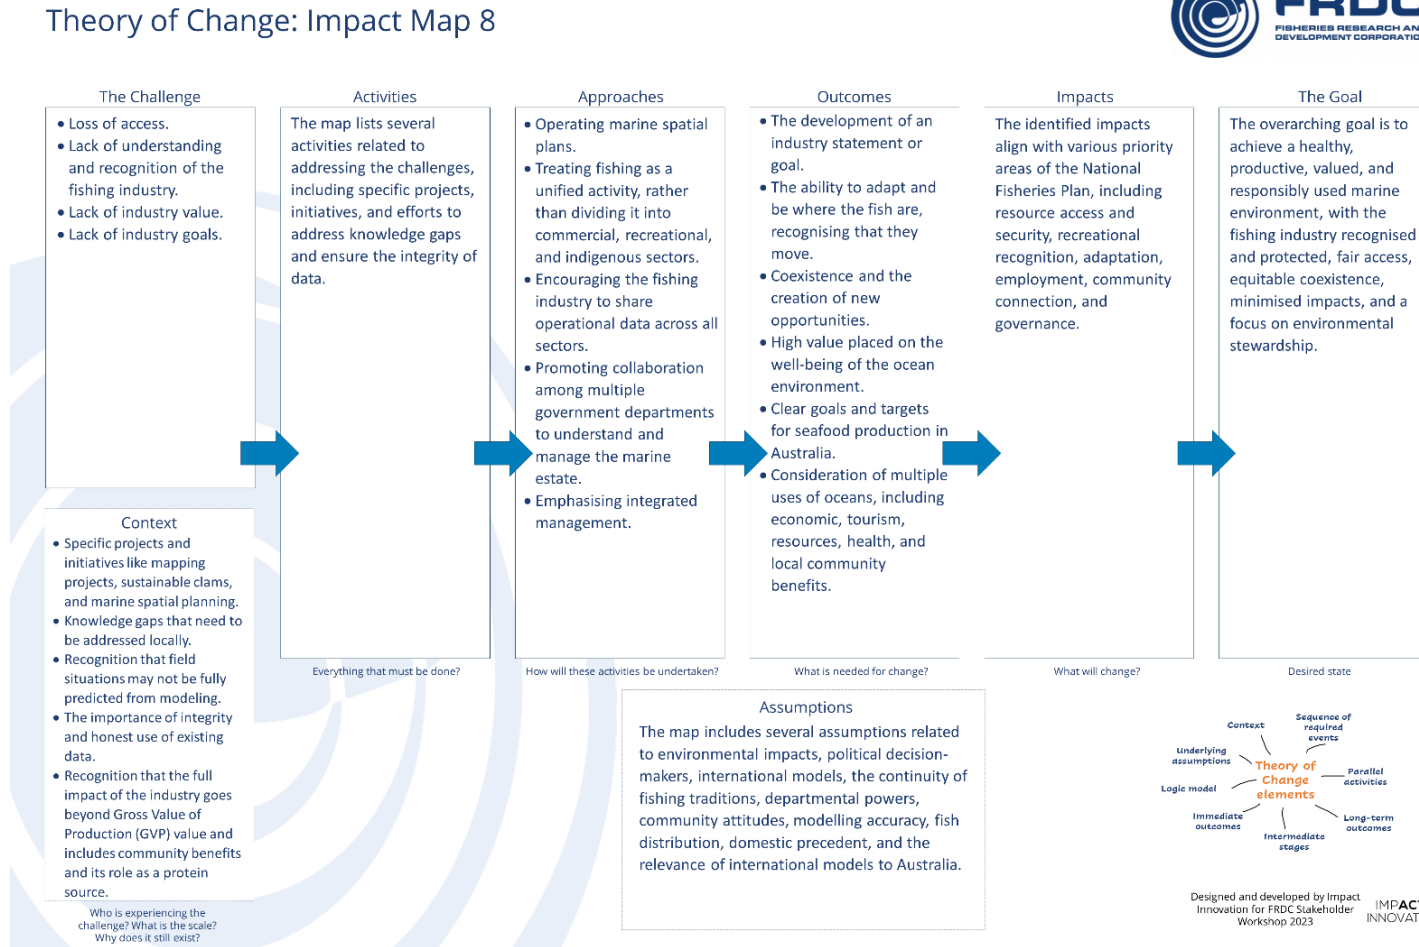 Theory of Change: Impact Map 8
FRDC
FISHERIES RESEARCH AN
DEVELOPMENT CORPORATIO
The Challenge
• Loss of access.
• Lack of understanding
and recognition of the
fishing industry.
• Lack of industry value.
• Lack of industry goals.
Context
• Specific projects and
initiatives like mapping
projects, sustainable clams,
and marine spatial planning.
• Knowledge gaps that need to
be addressed locally.
• Recognition that field
situations may not be fully
predicted from modeling.
• The importance of integrity
and honest use of existing
data.
• Recognition that the full
impact of the industry goes
beyond Gross Value of
Production (GVP) value and
includes community benefits
and its role as a protein
source.
Who is experiencing the
challenge? What is the scale?
Why does it still exist?
Activities
The map lists several
activities related to
addressing the challenges,
including specific projects,
initiatives, and efforts to
address knowledge gaps
and ensure the integrity of
data.
Everything that must be done?
Approaches
• Operating marine spatial
plans.
• Treating fishing as a
unified activity, rather
than dividing it into
commercial, recreational,
and indigenous sectors.
• Encouraging the fishing
industry to share
operational data across all
sectors.
• Promoting collaboration
among multiple
government departments
to understand and
manage the marine
estate.
• Emphasising integrated
management.
How will these activities be undertaken?
Outcomes
• The development of an
industry statement or
goal.
• The ability to adapt and
be where the fish are,
recognising that they
move.
• Coexistence and the
creation of new
opportunities.
• High value placed on the
well-being of the ocean
environment.
• Clear goals and targets
for seafood production in
Australia.
• Consideration of multiple
uses of oceans, including
economic, tourism,
resources, health, and
local community
benefits.
What is needed for change?
Impacts
The identified impacts
align with various priority
areas of the National
Fisheries Plan, including
resource access and
security, recreational
recognition, adaptation,
employment, community
connection, and
governance.
What will change?
The Goal
The overarching goal is to
achieve a healthy,
productive, valued, and
responsibly used marine
environment, with the
fishing industry recognised
and protected, fair access,
equitable coexistence,
minimised impacts, and a
focus on environmental
stewardship.
Desired state
Assumptions
The map includes several assumptions related
to environmental impacts, political decision-
makers, international models, the continuity of
fishing traditions, departmental powers,
community attitudes, modelling accuracy, fish
distribution, domestic precedent, and the
relevance of international models to Australia.
Theory of
Change
elements
Context
Sequence of
required
events
Parallel
activities
Long-term
outcomes
Intermediate
stages
Immediate
outcomes
Logic model
Underlying
assumptions
Designed and developed by Impact
Innovation for FRDC Stakeholder
Workshop 2023
IMPACT
INNOVAT